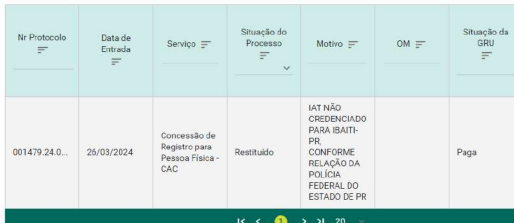 Nr Protocolo
Data de
Entrada
Serviço
Situação do
Processo
Motivo
OM
Situação da
GRU
001479.24.0...
26/03/2024
Concessão de
Registro para
Pessoa Física -
CAC
Restituído
IAT NÃO
CREDENCIADO
PARA IBAITI-
PR,
CONFORME
RELAÇÃO DA
POLÍCIA
FEDERAL DO
ESTADO DE PR
Paga
1
20